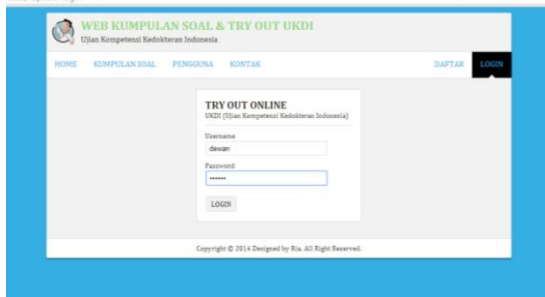 WEB KUMPULAN SOAL & TRY OUT UKDI
Ujian Kompetensi Kedokteran Indonesia
HOME KUMPULAN SOAL PENGGUNA KONTAK DAFTAR LOGIN
TRY OUT ONLINE
UKDI (Ujian Kompetensi Kedokteran Indonesia)
Username
dewan
Password
••••••
LOGIN
Copyright © 2014 Designed by Ria. All Right Reserved.